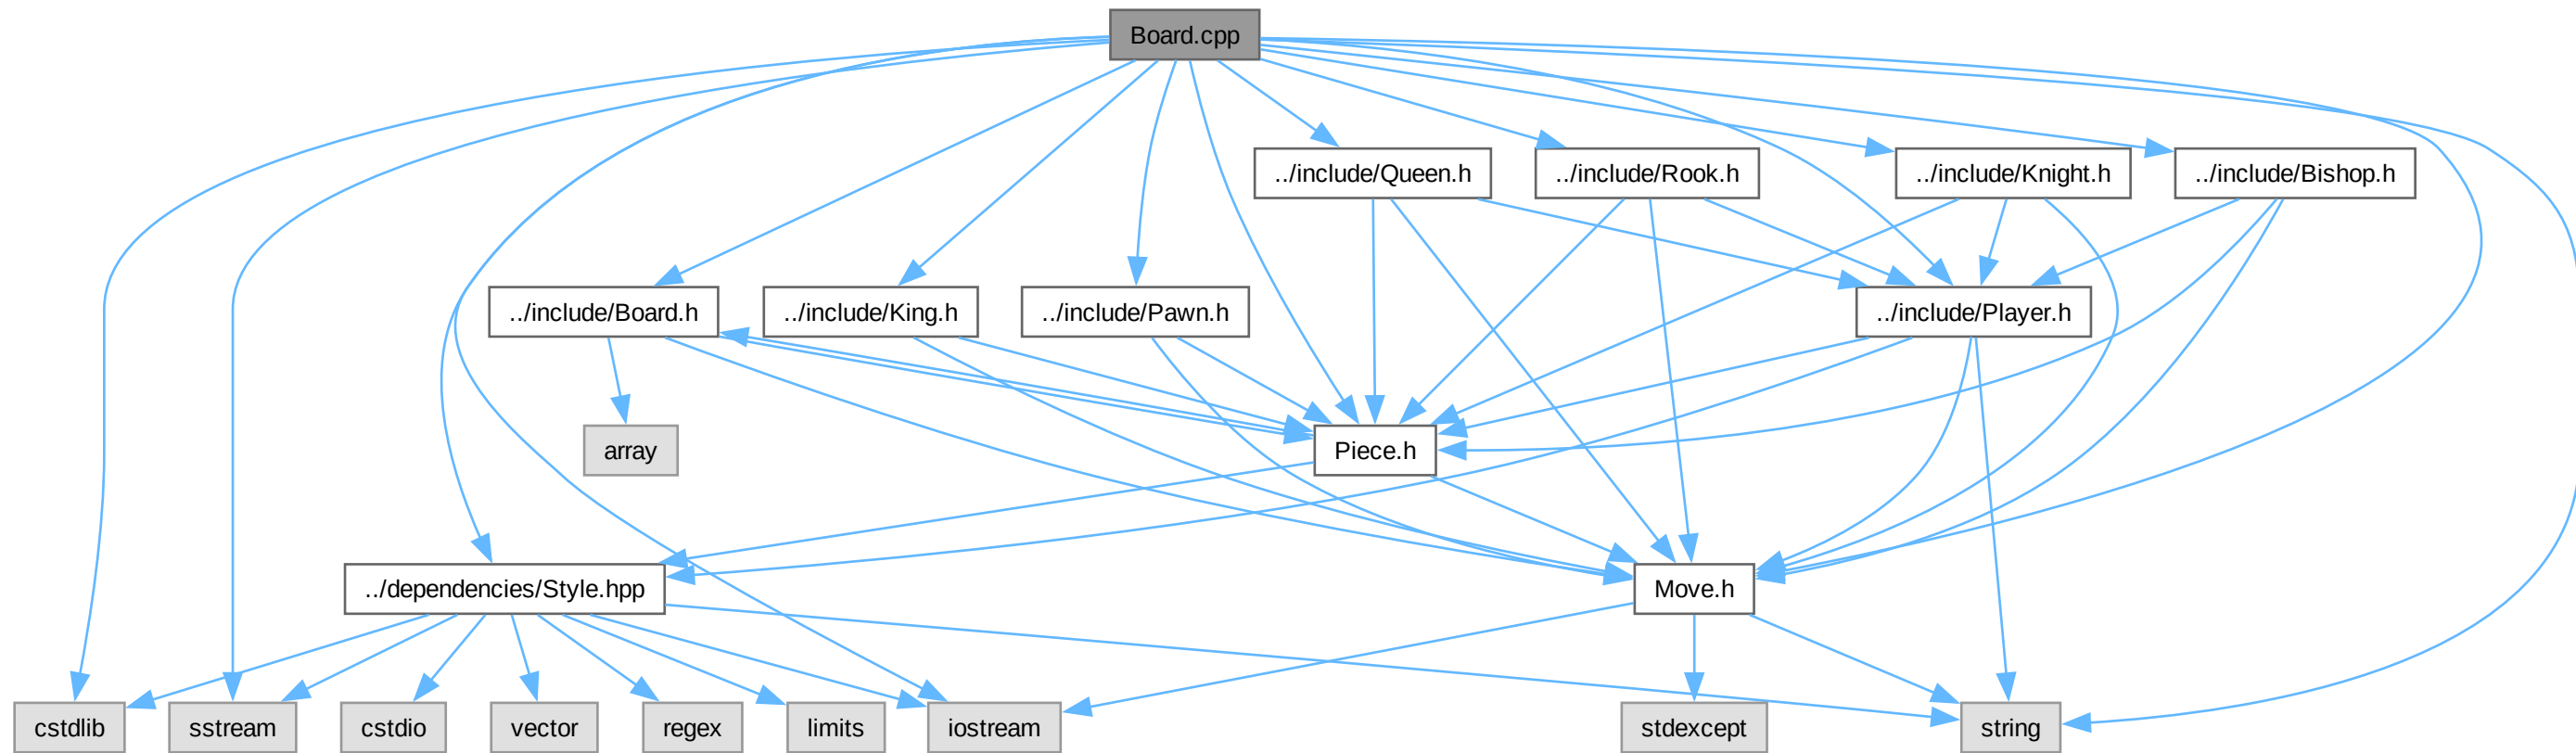 Board.cpp
../include/Queen.h
../include/Rook.h
../include/Knight.h
../include/Bishop.h
../include/Board.h
../include/King.h
../include/Pawn.h
../include/Player.h
array
Piece.h
../dependencies/Style.hpp
Move.h
cstdlib
sstream
cstdio
vector
regex
limits
iostream
stdexcept
string